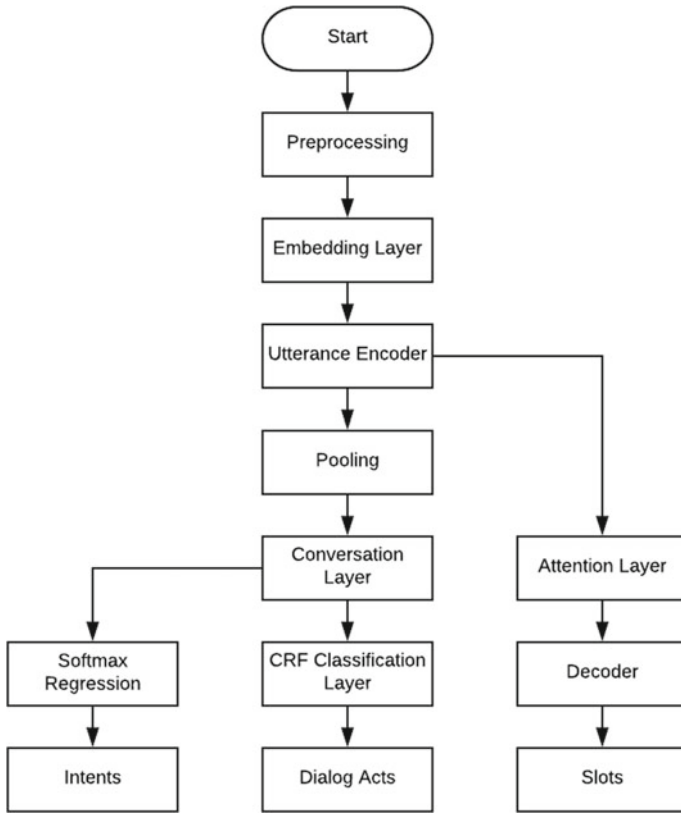 Start
Preprocessing
Embedding Layer
Utterance Encoder
Pooling
Conversation
Layer
Attention Layer
Softmax
Regression
CRF Classification
Layer
Decoder
Intents
Dialog Acts
Slots